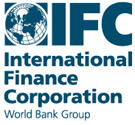 IFC
International
Finance
Corporation
World Bank Group